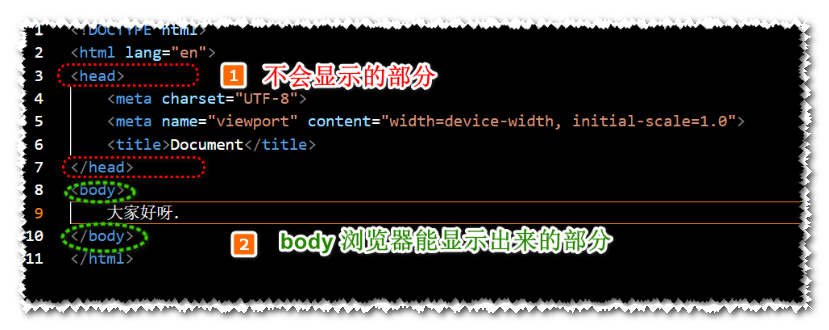 1 <!DOCTYPE html>
2 <html lang="en">
3 <head> 1 不会显示的部分
4 <meta charset="UTF-8">
5 <meta name="viewport" content="width=device-width, initial-scale=1.0">
6 <title>Document</title>
7 </head>
8 <body>
9 大家好呀.
10 </body> 2 body 浏览器能显示出来的部分
11 </html>